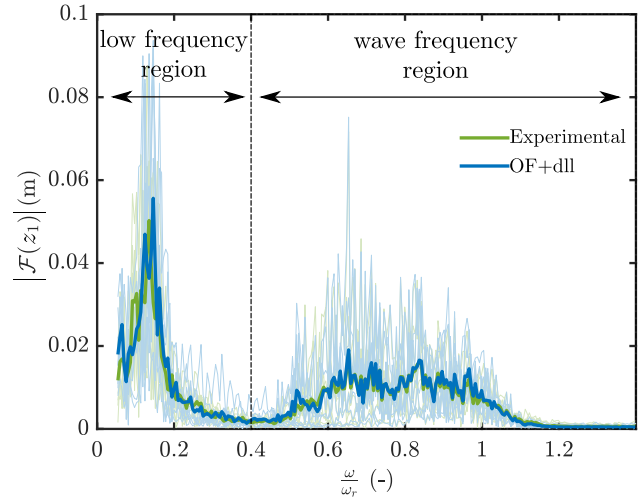 0.1
low frequency
region
wave frequency
region
0.08
Experimental
OF+dll
0.06
|F(z₁)|(m)
0.04
0.02
0
0
0.2
0.4
0.6
0.8
1
1.2
ω/ωᵣ (-)